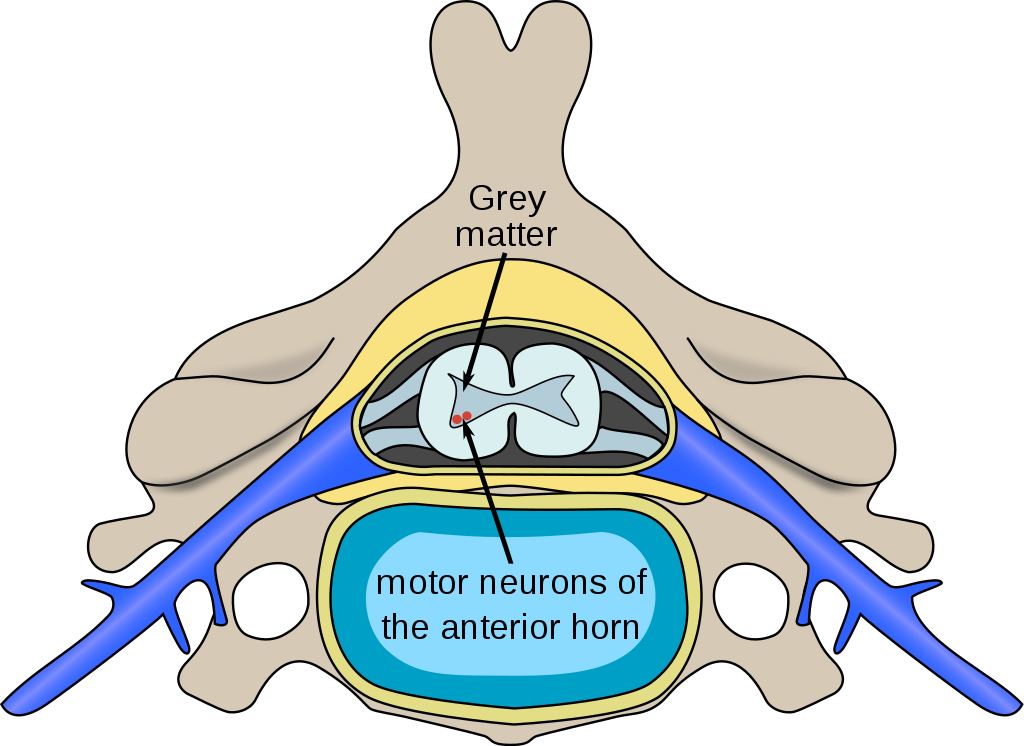 Grey
matter
motor neurons of
the anterior horn